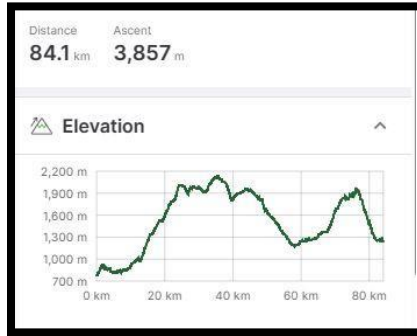 Distance Ascent
84.1 km 3,857 m
Elevation
2,200 m
1,900 m
1,600 m
1,300 m
1,000 m
700 m
0 km 20 km 40 km 60 km 80 km